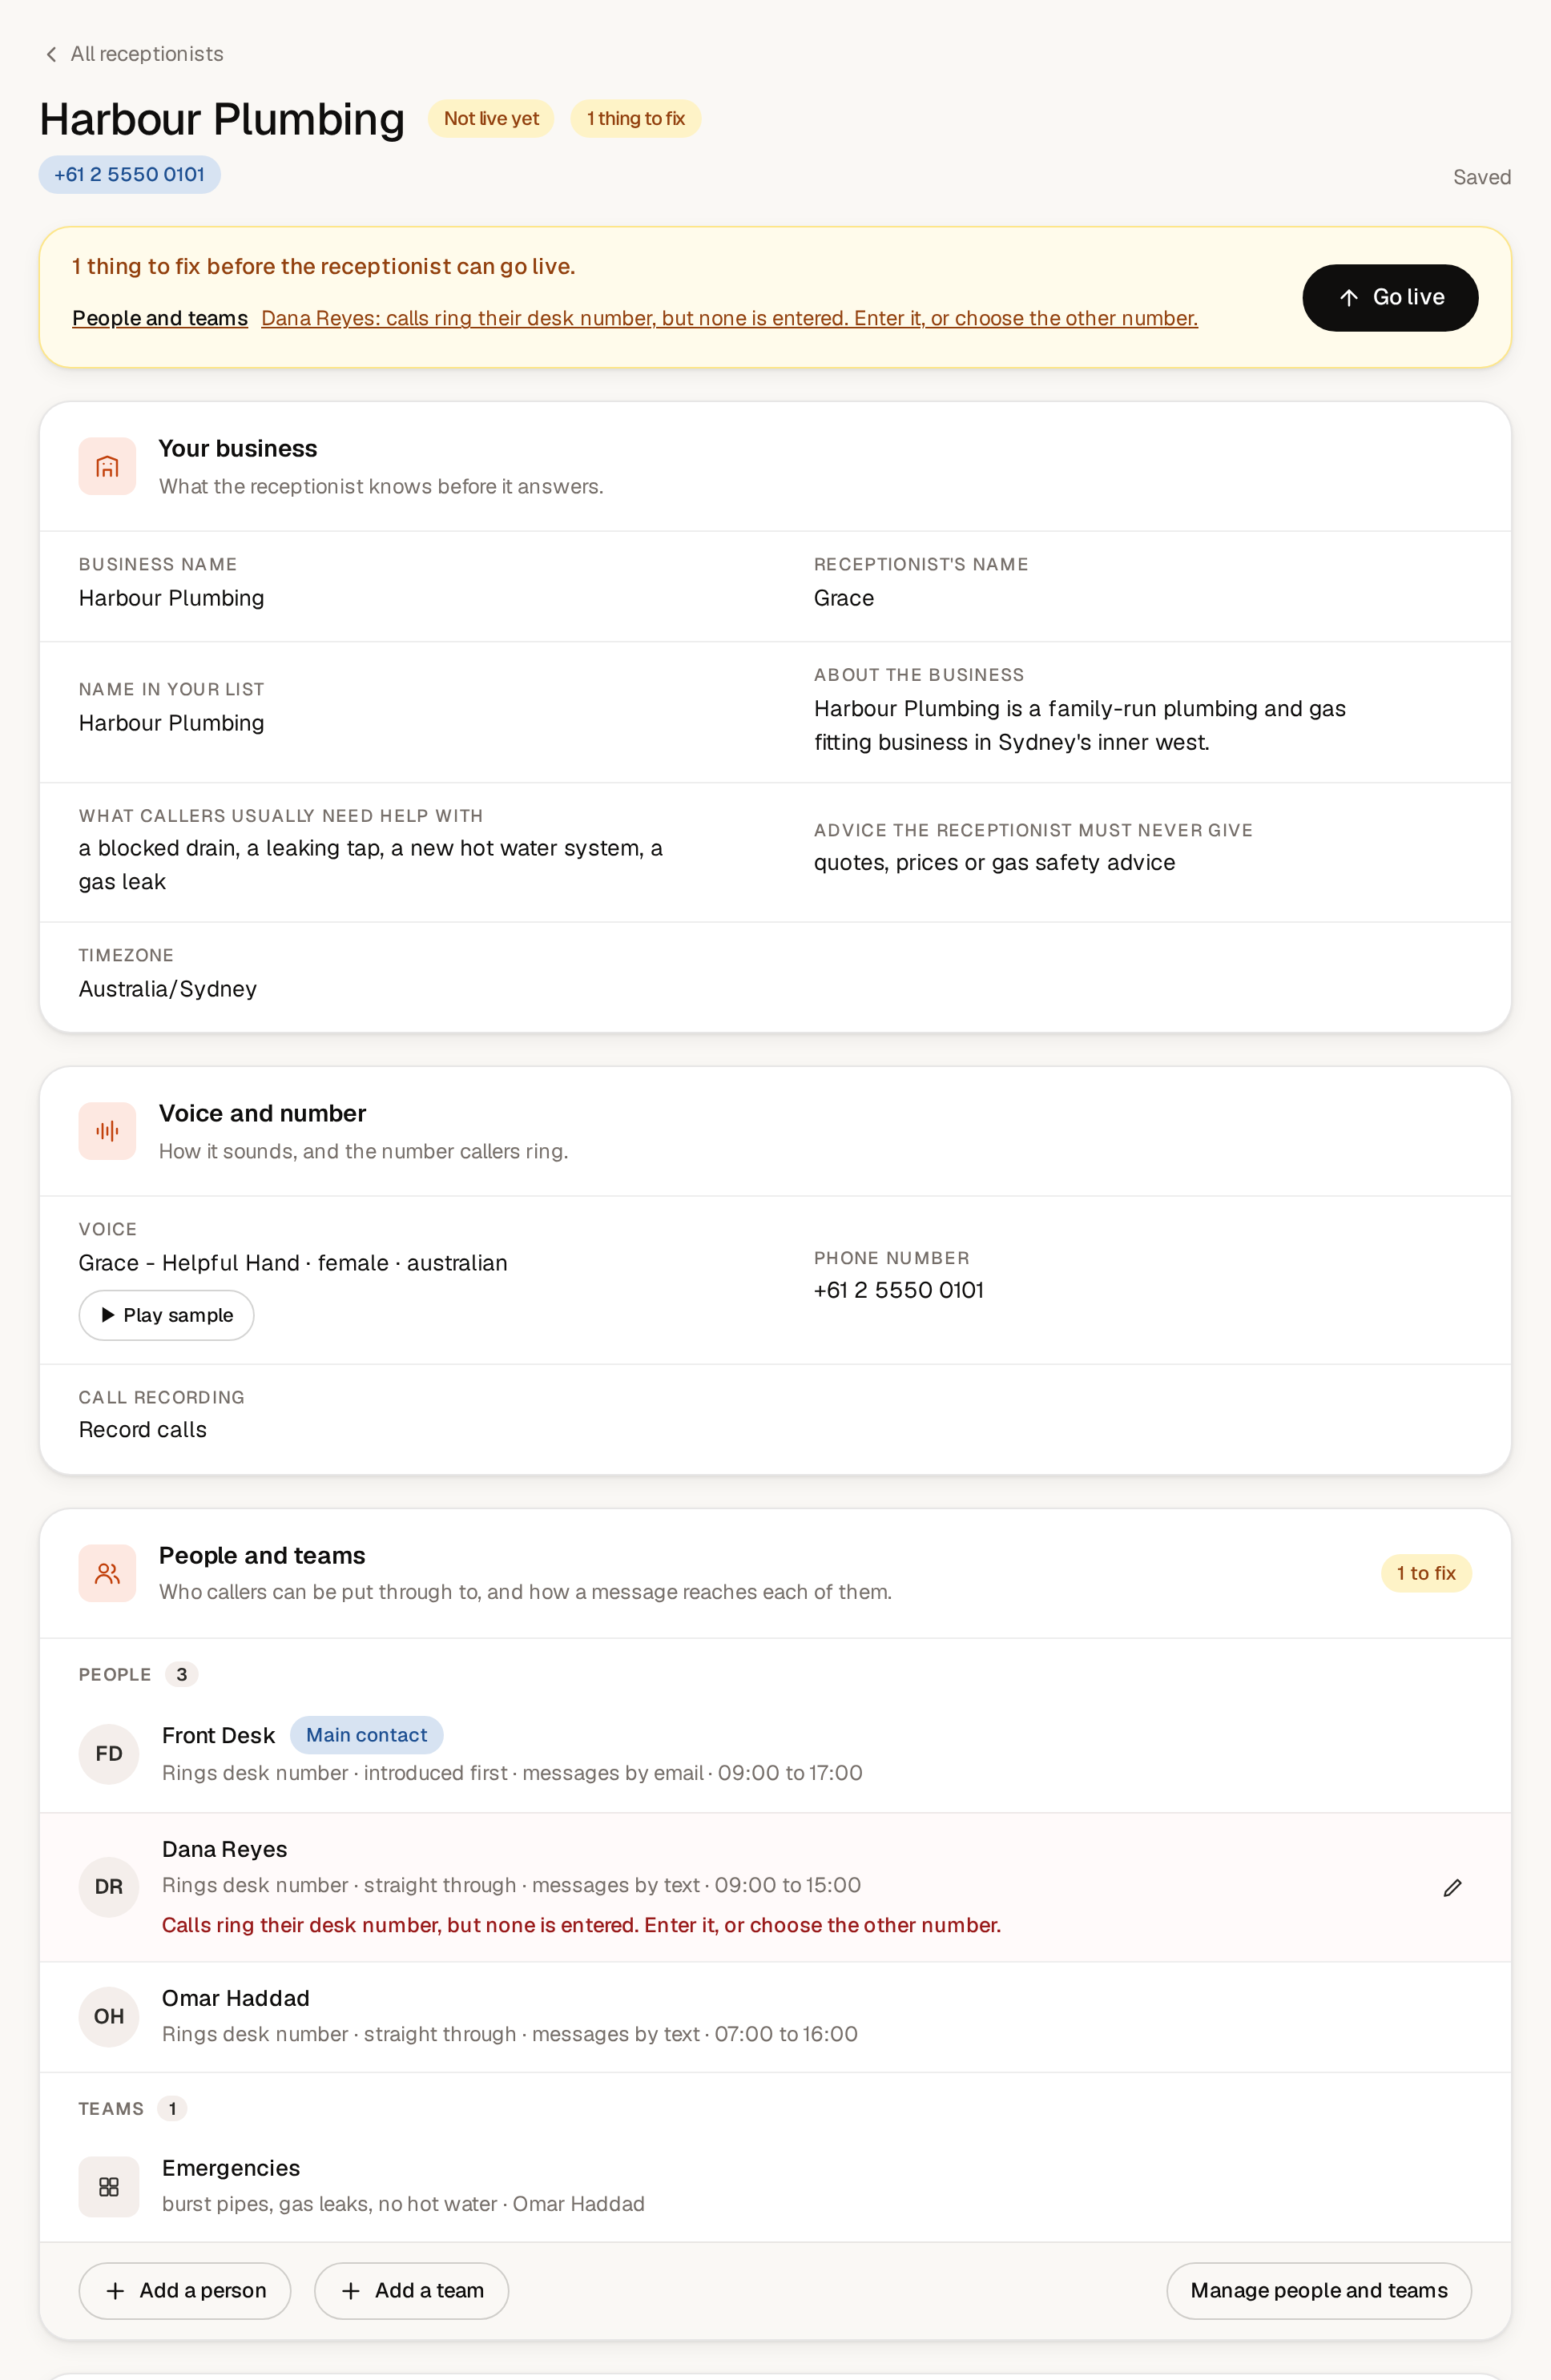 All receptionists
Harbour Plumbing
Not live yet
1 thing to fix
+61 2 5550 0101
Saved
1 thing to fix before the receptionist can go live.
People and teams Dana Reyes: calls ring their desk number, but none is entered. Enter it, or choose the other number.
Go live
Your business
What the receptionist knows before it answers.
BUSINESS NAME
Harbour Plumbing
RECEPTIONIST'S NAME
Grace
NAME IN YOUR LIST
Harbour Plumbing
ABOUT THE BUSINESS
Harbour Plumbing is a family-run plumbing and gas
fitting business in Sydney's inner west.
WHAT CALLERS USUALLY NEED HELP WITH
a blocked drain, a leaking tap, a new hot water system, a
gas leak
ADVICE THE RECEPTIONIST MUST NEVER GIVE
quotes, prices or gas safety advice
TIMEZONE
Australia/Sydney
Voice and number
How it sounds, and the number callers ring.
VOICE
Grace - Helpful Hand · female · australian
Play sample
PHONE NUMBER
+61 2 5550 0101
CALL RECORDING
Record calls
People and teams
Who callers can be put through to, and how a message reaches each of them.
1 to fix
PEOPLE 3
FD
Front Desk
Main contact
Rings desk number · introduced first · messages by email · 09:00 to 17:00
DR
Dana Reyes
Rings desk number · straight through · messages by text · 09:00 to 15:00
Calls ring their desk number, but none is entered. Enter it, or choose the other number.
OH
Omar Haddad
Rings desk number · straight through · messages by text · 07:00 to 16:00
TEAMS 1
Emergencies
burst pipes, gas leaks, no hot water · Omar Haddad
Add a person
Add a team
Manage people and teams